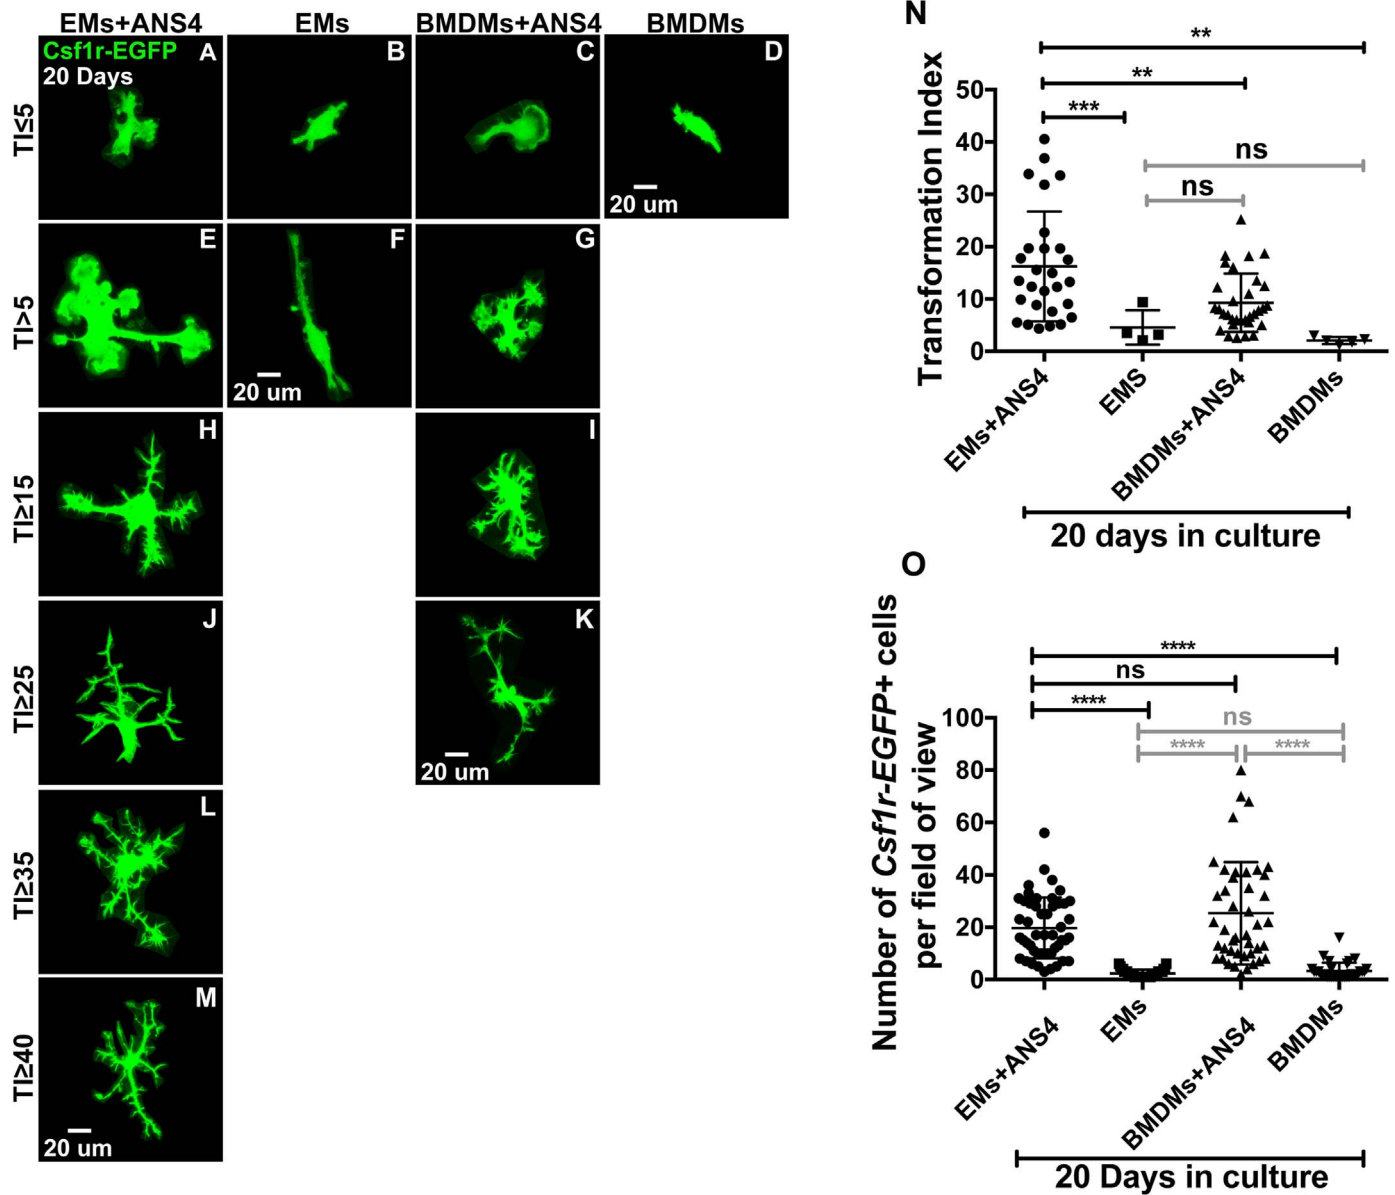 EMs+ANS4 EMs BMDMs+ANS4 BMDMs
Csf1r-EGFP A B C D
20 Days
TI≤5
20 um
E F G
TI>5
20 um
H I
TI≥15
J K
TI≥25
20 um
L
TI≥35
M
TI≥40
20 um
N
**
**
***
ns
ns
Transformation Index
50
40
30
20
10
0
EMs+ANS4 EMS BMDMs+ANS4 BMDMs
20 days in culture
O
****
ns
****
ns
**** ****
Number of Csf1r-EGFP+ cells
per field of view
100
80
60
40
20
0
EMs+ANS4 EMs BMDMs+ANS4 BMDMs
20 Days in culture